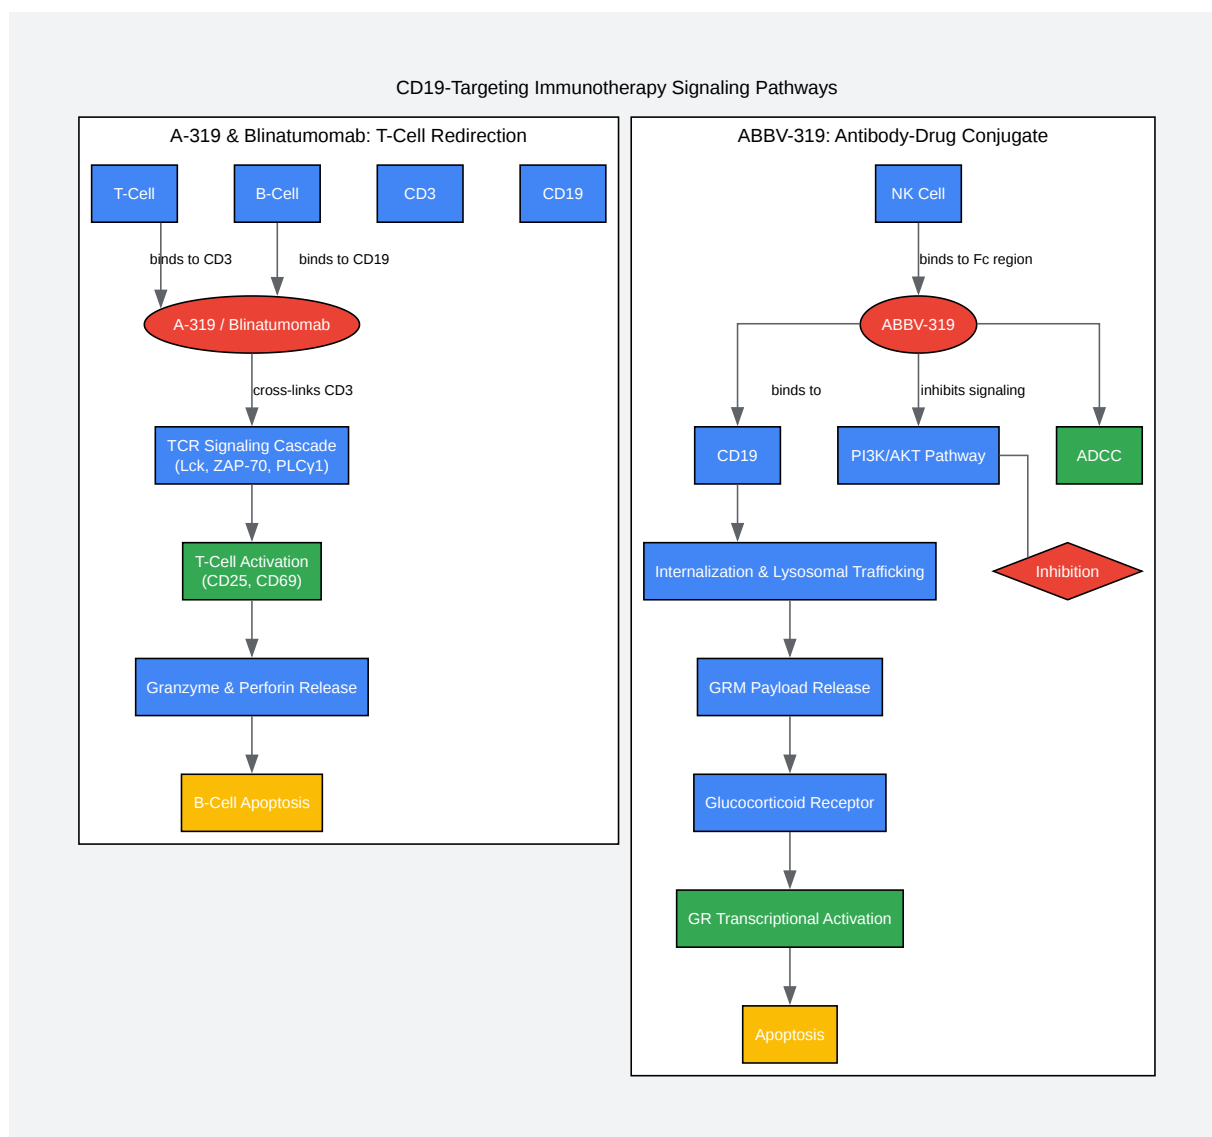 CD19-Targeting Immunotherapy Signaling Pathways
A-319 & Blinatumomab: T-Cell Redirection
T-Cell
B-Cell
CD3
CD19
binds to CD3
binds to CD19
A-319 / Blinatumomab
cross-links CD3
TCR Signaling Cascade
(Lck, ZAP-70, PLCγ1)
T-Cell Activation
(CD25, CD69)
Granzyme & Perforin Release
B-Cell Apoptosis
ABBV-319: Antibody-Drug Conjugate
NK Cell
binds to Fc region
ABBV-319
binds to
inhibits signaling
CD19
PI3K/AKT Pathway
ADCC
Internalization & Lysosomal Trafficking
Inhibition
GRM Payload Release
Glucocorticoid Receptor
GR Transcriptional Activation
Apoptosis